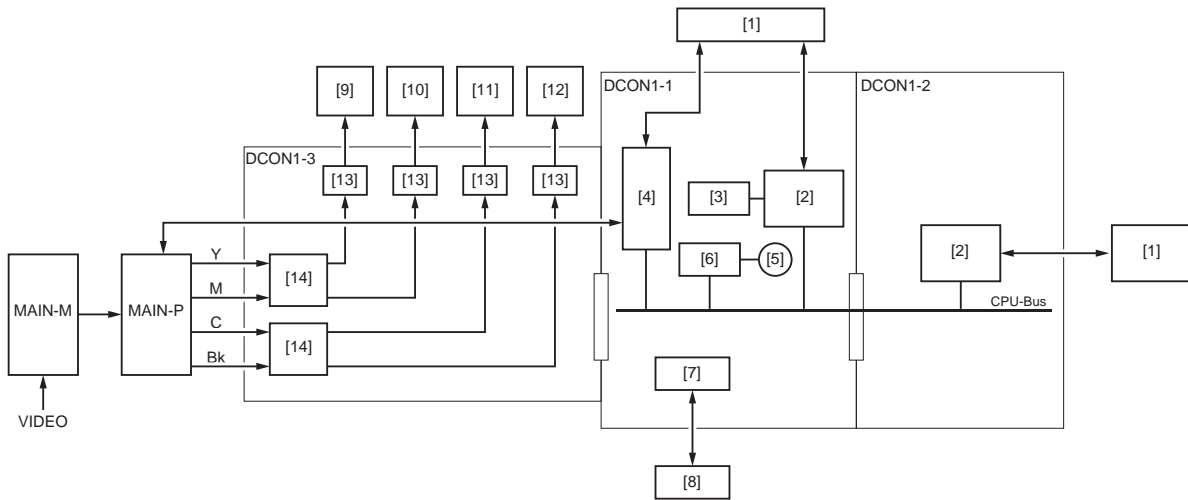 [1]
DCON1-1
DCON1-2
[9]
[10]
[11]
[12]
DCON1-3
[13]
[13]
[13]
[13]
[4]
[3]
[2]
Y
[14]
[6]
[5]
[2]
[1]
MAIN-M
MAIN-P
M
CPU-Bus
C
[14]
Bk
[7]
VIDEO
[8]